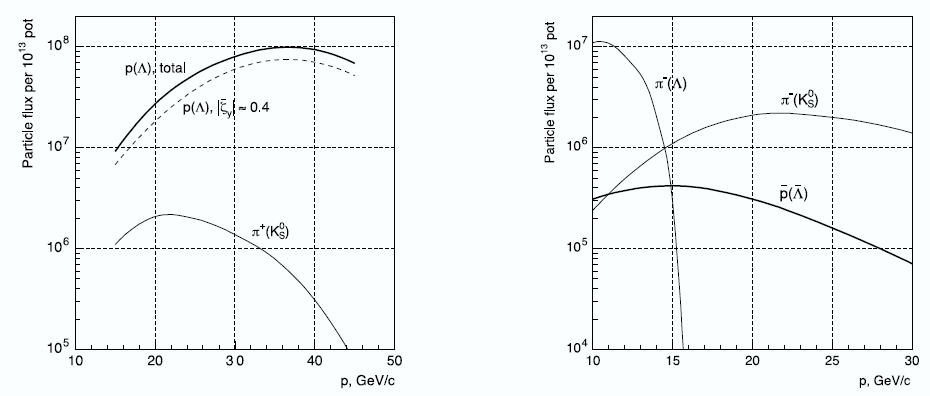 Particle flux per 10¹³ pot
10⁸
10⁷
10⁶
10⁵
p(Λ), total
p(Λ), |ζ̄y| ≈ 0.4
π⁺(K⁰S)
10 20 30 40 50
p, GeV/c
Particle flux per 10¹³ pot
10⁷
10⁶
10⁵
10⁴
π⁻(Λ)
π⁻(K⁰S)
p̄(Λ̄)
10 15 20 25 30
p, GeV/c